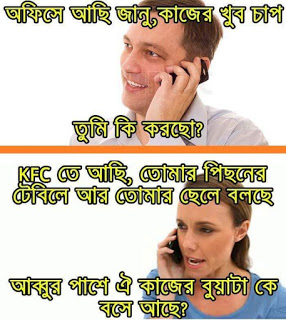 অফিসে আছি জানু,কাজের খুব চাপ
তুমি কি করছো?
KFC তে আছি, তোমার পিছনের
টেবিলে আর তোমার ছেলে বলছে
আব্বুর পাশে ঐ কাজের বুয়াটা কে
বসে আছে?